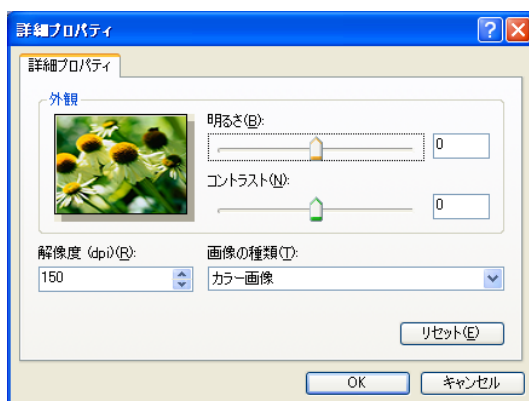 詳細プロパティ
詳細プロパティ
外観
明るさ(B):
0
コントラスト(N):
0
解像度 (dpi)(R):
150
画像の種類(T):
カラー画像
リセット(E)
OK
キャンセル